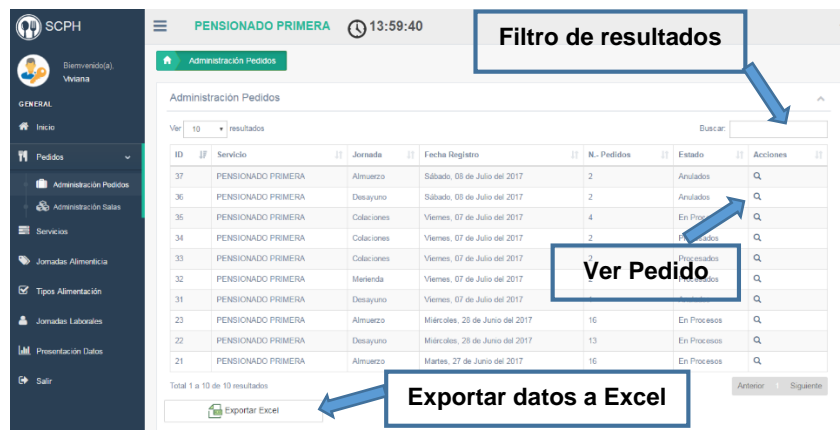 SCPH
PENSIONADO PRIMERA 13:59:40
Filtro de resultados
Bienvenido(a),
Viviana
Administración Pedidos
GENERAL
Inicio
Pedidos
Administración Pedidos
Administración Salas
Servicios
Jornadas Alimenticia
Tipos Alimentación
Jornadas Laborales
Presentación Datos
Salir
Administración Pedidos
Ver 10 resultados Buscar:
ID Servicio Jornada Fecha Registro N.- Pedidos Estado Acciones
37 PENSIONADO PRIMERA Almuerzo Sábado, 08 de Julio del 2017 2 Anulados
36 PENSIONADO PRIMERA Desayuno Sábado, 08 de Julio del 2017 2 Anulados
35 PENSIONADO PRIMERA Colaciones Viernes, 07 de Julio del 2017 4 En
34 PENSIONADO PRIMERA Colaciones Viernes, 07 de Julio del 2017 2 Procesados
33 PENSIONADO PRIMERA Colaciones Viernes, 07 de Julio del 2017 2 Procesados
32 PENSIONADO PRIMERA Merienda Viernes, 07 de Julio del 2017 2 Procesados
31 PENSIONADO PRIMERA Desayuno Viernes, 07 de Julio del 2017
Ver Pedido
23 PENSIONADO PRIMERA Almuerzo Miércoles, 28 de Junio del 2017 16 En Procesos
22 PENSIONADO PRIMERA Desayuno Miércoles, 28 de Junio del 2017 13 En Procesos
21 PENSIONADO PRIMERA Almuerzo Martes, 27 de Junio del 2017 16 En Procesos
Total 1 a 10 de 10 resultados Anterior 1 Siguiente
Exportar Excel
Exportar datos a Excel